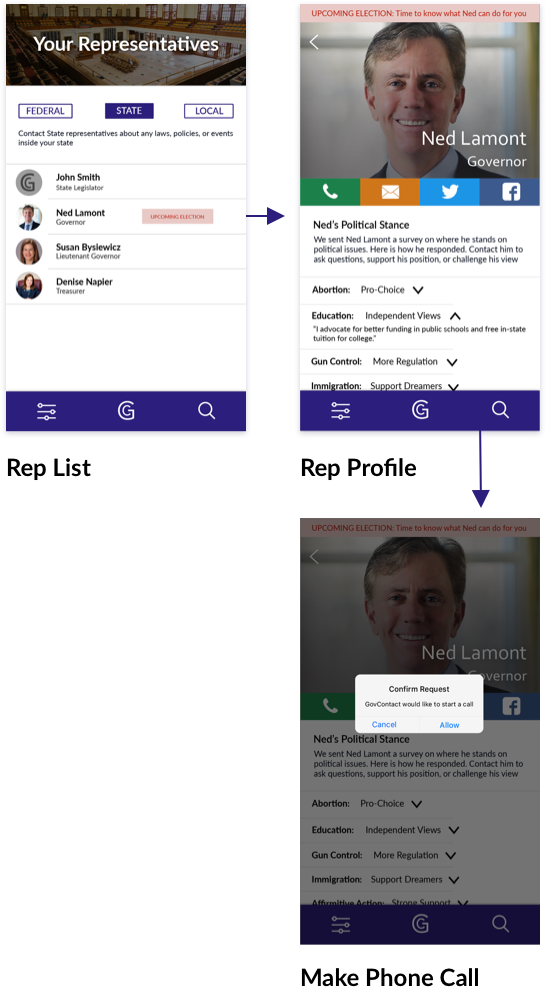 Your Representatives
FEDERAL
STATE
LOCAL
Contact State representatives about any laws, policies, or events
inside your state
John Smith
State Legislator
Ned Lamont
Governor
UPCOMING ELECTION
Susan Bysiewicz
Lieutenant Governor
Denise Napier
Treasurer
Rep List
UPCOMING ELECTION: Time to know what Ned can do for you
Ned Lamont
Governor
Ned's Political Stance
We sent Ned Lamont a survey on where he stands on
political issues. Here is how he responded. Contact him to
ask questions, support his position, or challenge his view
Abortion: Pro-Choice
Education: Independent Views
"I advocate for better funding in public schools and free in-state
tuition for college."
Gun Control: More Regulation
Immigration: Support Dreamers
Rep Profile
UPCOMING ELECTION: Time to know what Ned can do for you
Ned Lamont
Governor
Confirm Request
GovContact would like to start a call
Cancel
Allow
Ned's Political Stance
We sent Ned Lamont a survey on where he stands on
political issues. Here is how he responded. Contact him to
ask questions, support his position, or challenge his view
Abortion: Pro-Choice
Education: Independent Views
Gun Control: More Regulation
Immigration: Support Dreamers
Affirmative Action: Strong Support
Make Phone Call